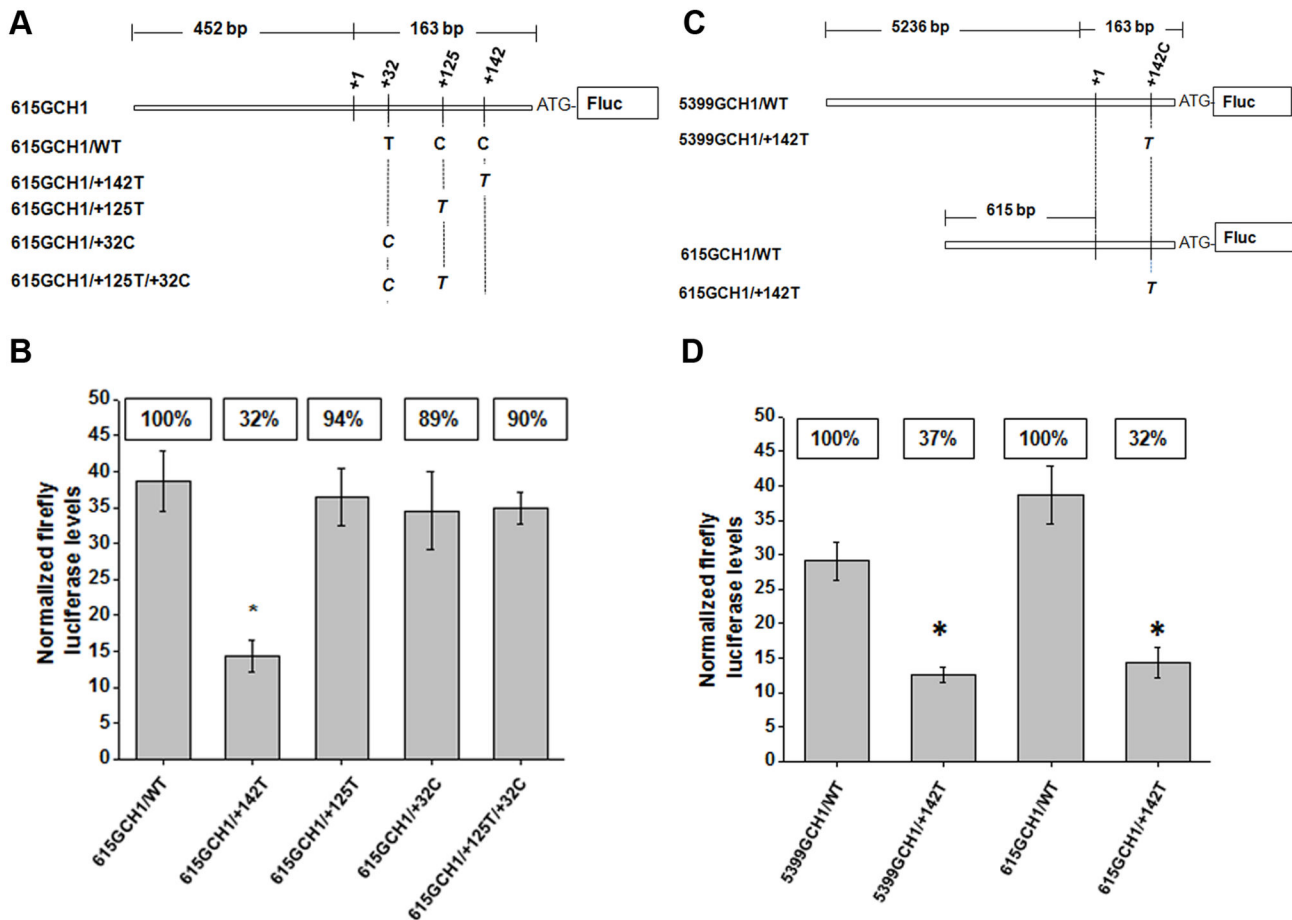 A
452 bp
163 bp
+1
+32
+125
+142
615GCH1
ATG-
Fluc
615GCH1/WT
T
C
C
615GCH1/+142T
T
615GCH1/+125T
T
615GCH1/+32C
C
615GCH1/+125T/+32C
C
T
B
100%
32%
94%
89%
90%
Normalized firefly
luciferase levels
50
45
40
35
30
25
20
15
10
5
0
*
615GCH1/WT
615GCH1/+142T
615GCH1/+125T
615GCH1/+32C
615GCH1/+125T/+32C
C
5236 bp
163 bp
+1
+142C
5399GCH1/WT
ATG-
Fluc
5399GCH1/+142T
T
615 bp
615GCH1/WT
ATG-
Fluc
615GCH1/+142T
T
D
100%
37%
100%
32%
Normalized firefly
luciferase levels
50
45
40
35
30
25
20
15
10
5
0
*
*
5399GCH1/WT
5399GCH1/+142T
615GCH1/WT
615GCH1/+142T